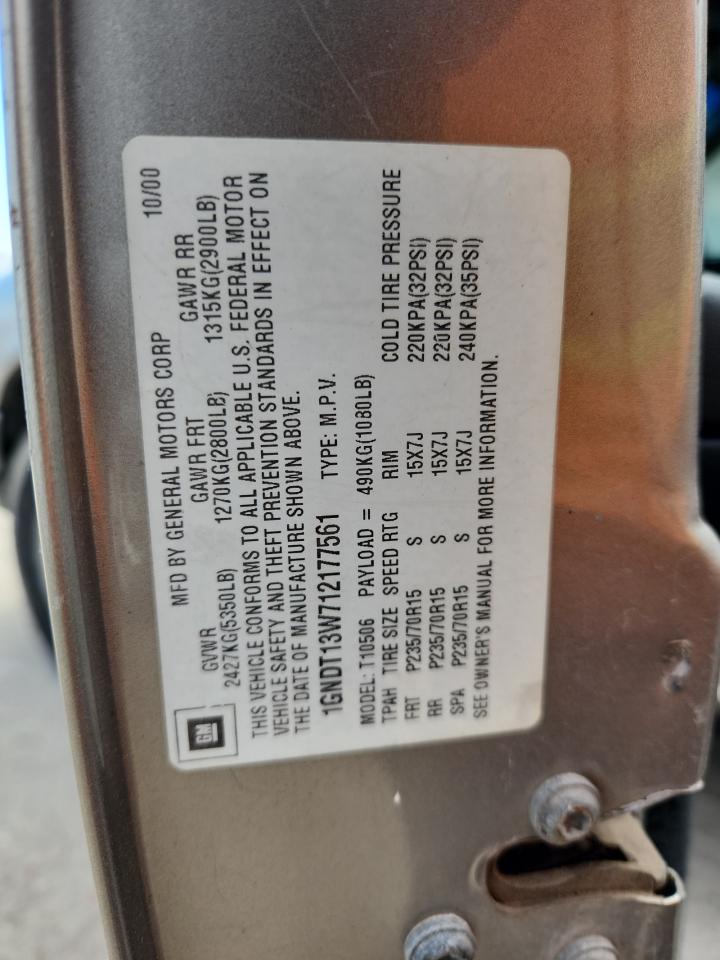 GM
MFD BY GENERAL MOTORS CORP 10/00
GVWR GAWR FRT GAWR RR
2427KG(5350LB) 1270KG(2800LB) 1315KG(2900LB)
THIS VEHICLE CONFORMS TO ALL APPLICABLE U.S. FEDERAL MOTOR
VEHICLE SAFETY AND THEFT PREVENTION STANDARDS IN EFFECT ON
THE DATE OF MANUFACTURE SHOWN ABOVE.
1GNDT13W712177561 TYPE: M.P.V.
MODEL: T10506 PAYLOAD = 490KG(1080LB)
TPAH TIRE SIZE SPEED RTG RIM COLD TIRE PRESSURE
FRT P235/70R15 S 15X7J 220KPA(32PSI)
RR P235/70R15 S 15X7J 220KPA(32PSI)
SPA P235/70R15 S 15X7J 240KPA(35PSI)
SEE OWNER'S MANUAL FOR MORE INFORMATION.